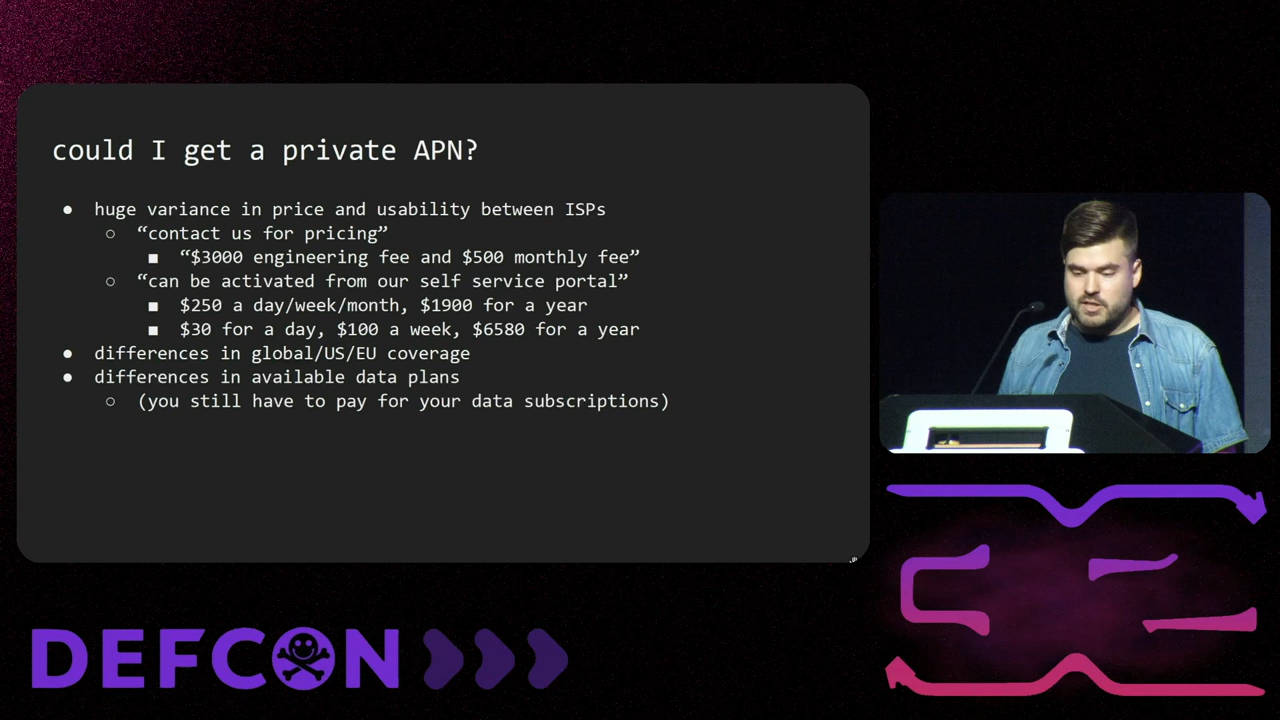 could I get a private APN?
● huge variance in price and usability between ISPs
○ “contact us for pricing”
■ “$3000 engineering fee and $500 monthly fee”
○ “can be activated from our self service portal”
■ $250 a day/week/month, $1900 for a year
■ $30 for a day, $100 a week, $6580 for a year
● differences in global/US/EU coverage
● differences in available data plans
○ (you still have to pay for your data subscriptions)
DEFCON